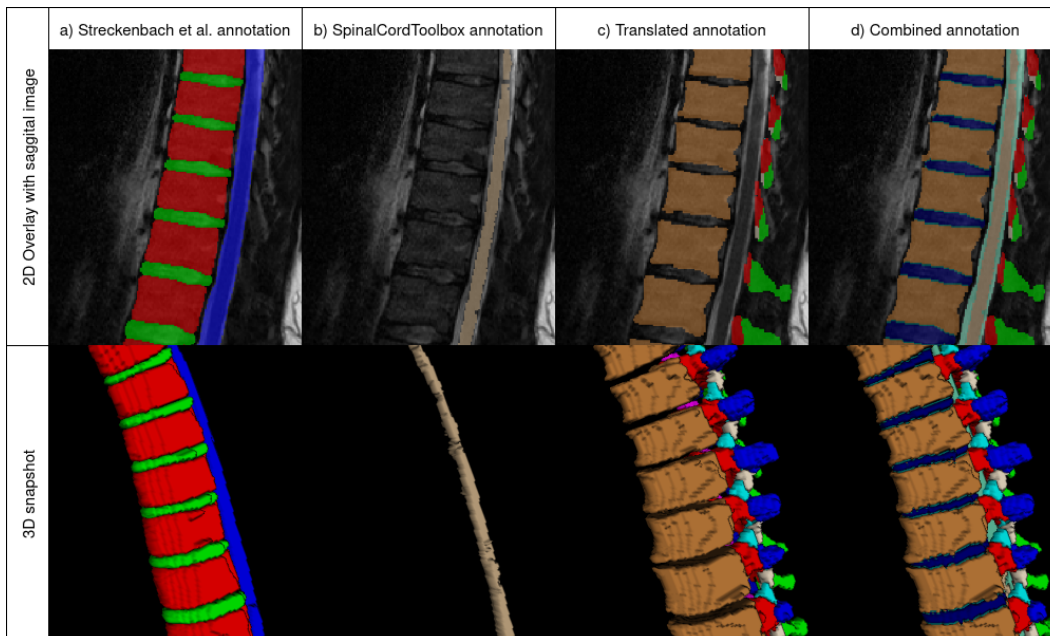 a) Streckenbach et al. annotation
b) SpinalCordToolbox annotation
c) Translated annotation
d) Combined annotation
2D Overlay with saggital image
3D snapshot